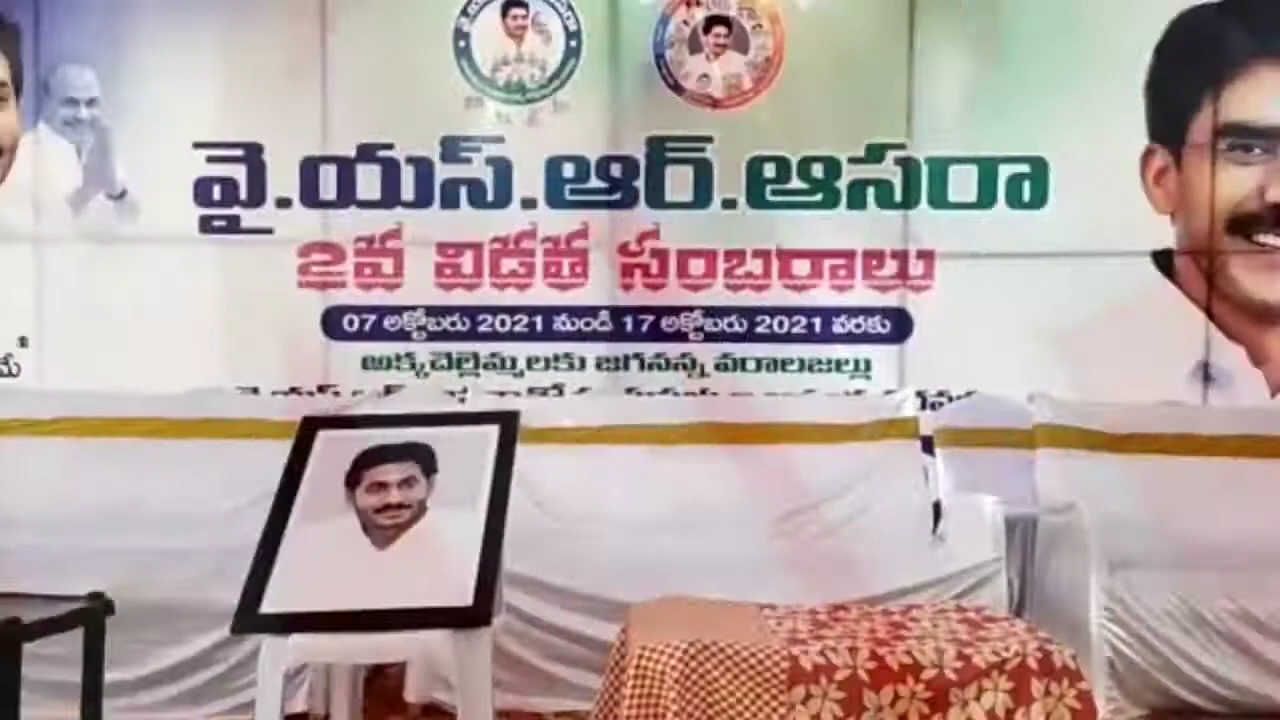 వై.యస్.ఆర్.ఆసరా
2వ విడత సంబరాలు
07 అక్టోబరు 2021 నుండి 17 అక్టోబరు 2021 వరకు
అక్కచెల్లెమ్మలకు జగనన్న వరాలజల్లు